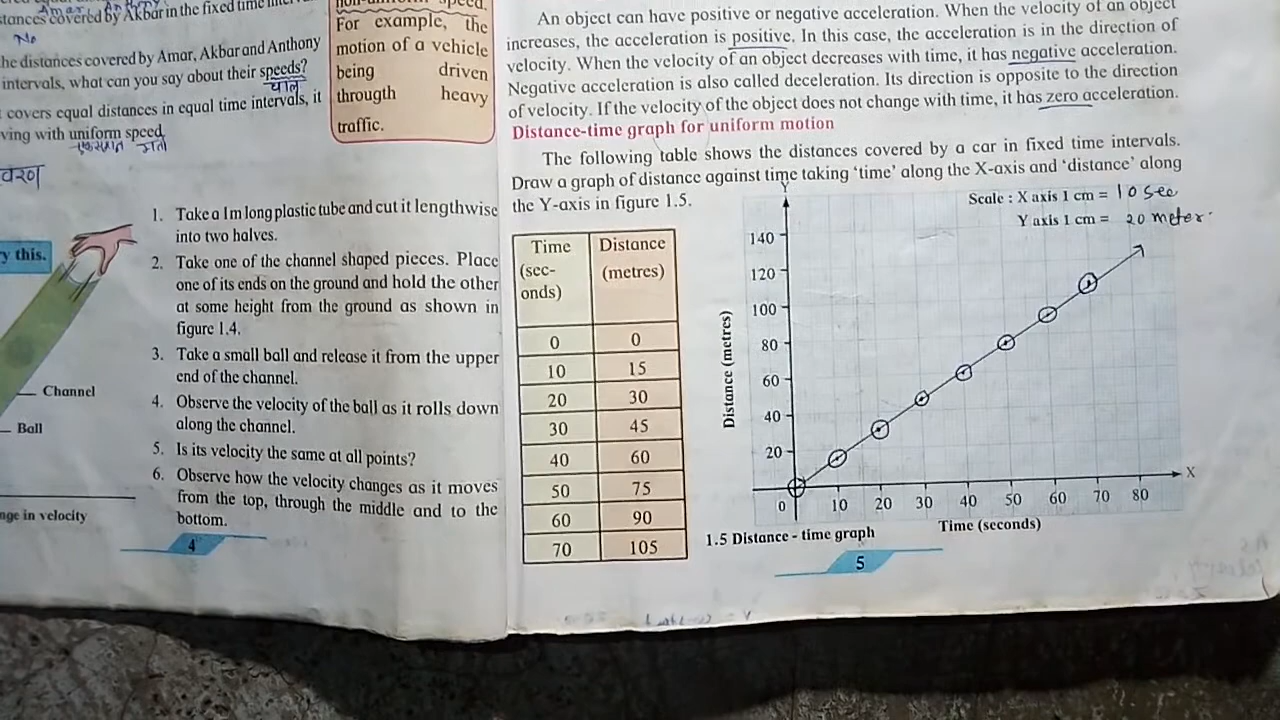 stances covered by Akbar in the fixed time
No
he distances covered by Amar, Akbar and Anthony
intervals, what can you say about their speeds?
चाल
covers equal distances in equal time intervals, it
ving with uniform speed
non-uniform speed.
For example, the
motion of a vehicle
being driven
througth heavy
traffic.
y this.
1. Take a 1m long plastic tube and cut it lengthwise
into two halves.
2. Take one of the channel shaped pieces. Place
one of its ends on the ground and hold the other
at some height from the ground as shown in
figure 1.4.
3. Take a small ball and release it from the upper
end of the channel.
4. Observe the velocity of the ball as it rolls down
along the channel.
5. Is its velocity the same at all points?
6. Observe how the velocity changes as it moves
from the top, through the middle and to the
bottom.
Channel
Ball
nge in velocity
4
An object can have positive or negative acceleration. When the velocity of an object
increases, the acceleration is positive. In this case, the acceleration is in the direction of
velocity. When the velocity of an object decreases with time, it has negative acceleration.
Negative acceleration is also called deceleration. Its direction is opposite to the direction
of velocity. If the velocity of the object does not change with time, it has zero acceleration.
Distance-time graph for uniform motion
The following table shows the distances covered by a car in fixed time intervals.
Draw a graph of distance against time taking 'time' along the X-axis and 'distance' along
the Y-axis in figure 1.5.
Time (sec-onds) Distance (metres)
0 0
10 15
20 30
30 45
40 60
50 75
60 90
70 105
Y
Scale : X axis 1 cm = 10 sec
Y axis 1 cm = 20 meter.
140
120
100
80
60
40
20
Distance (metres)
X
0 10 20 30 40 50 60 70 80
Time (seconds)
1.5 Distance - time graph
5